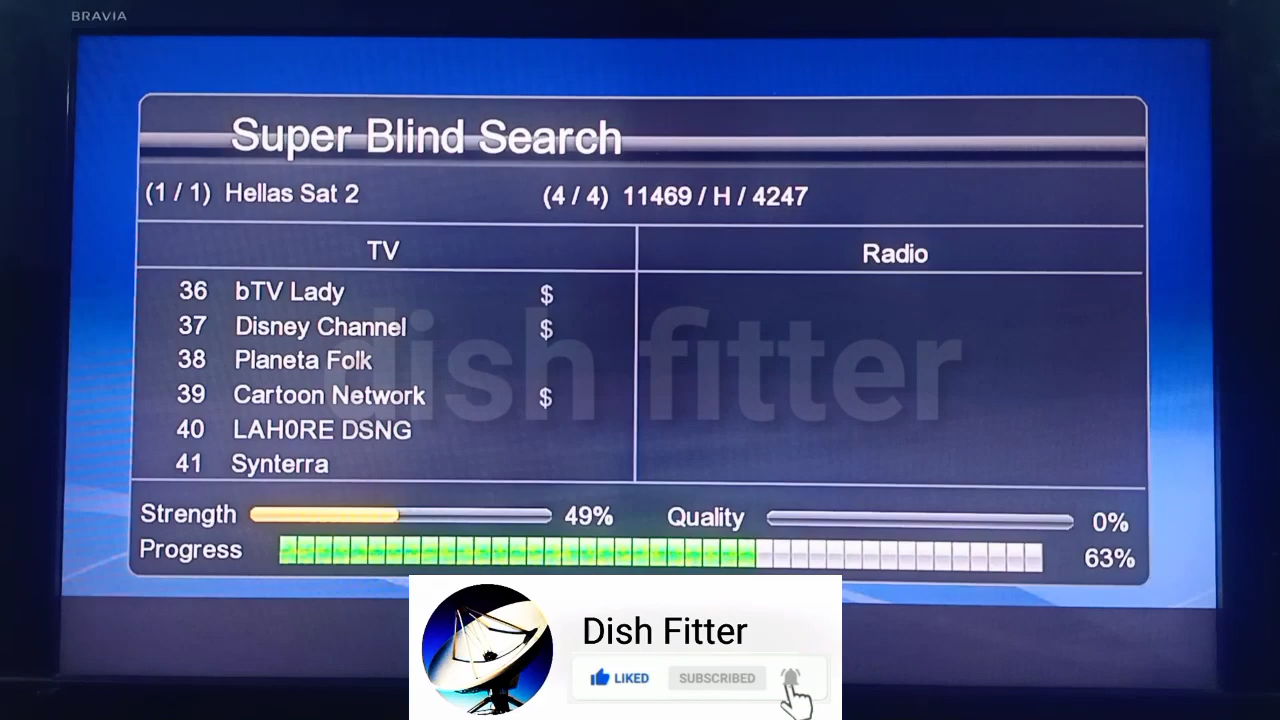 BRAVIA
Super Blind Search
(1 / 1) Hellas Sat 2 (4 / 4) 11469 / H / 4247
TV Radio
36 bTV Lady $
37 Disney Channel $
38 Planeta Folk
39 Cartoon Network $
40 LAH0RE DSNG
41 Synterra
dish fitter
Strength 49% Quality 0%
Progress 63%
Dish Fitter
LIKED SUBSCRIBED